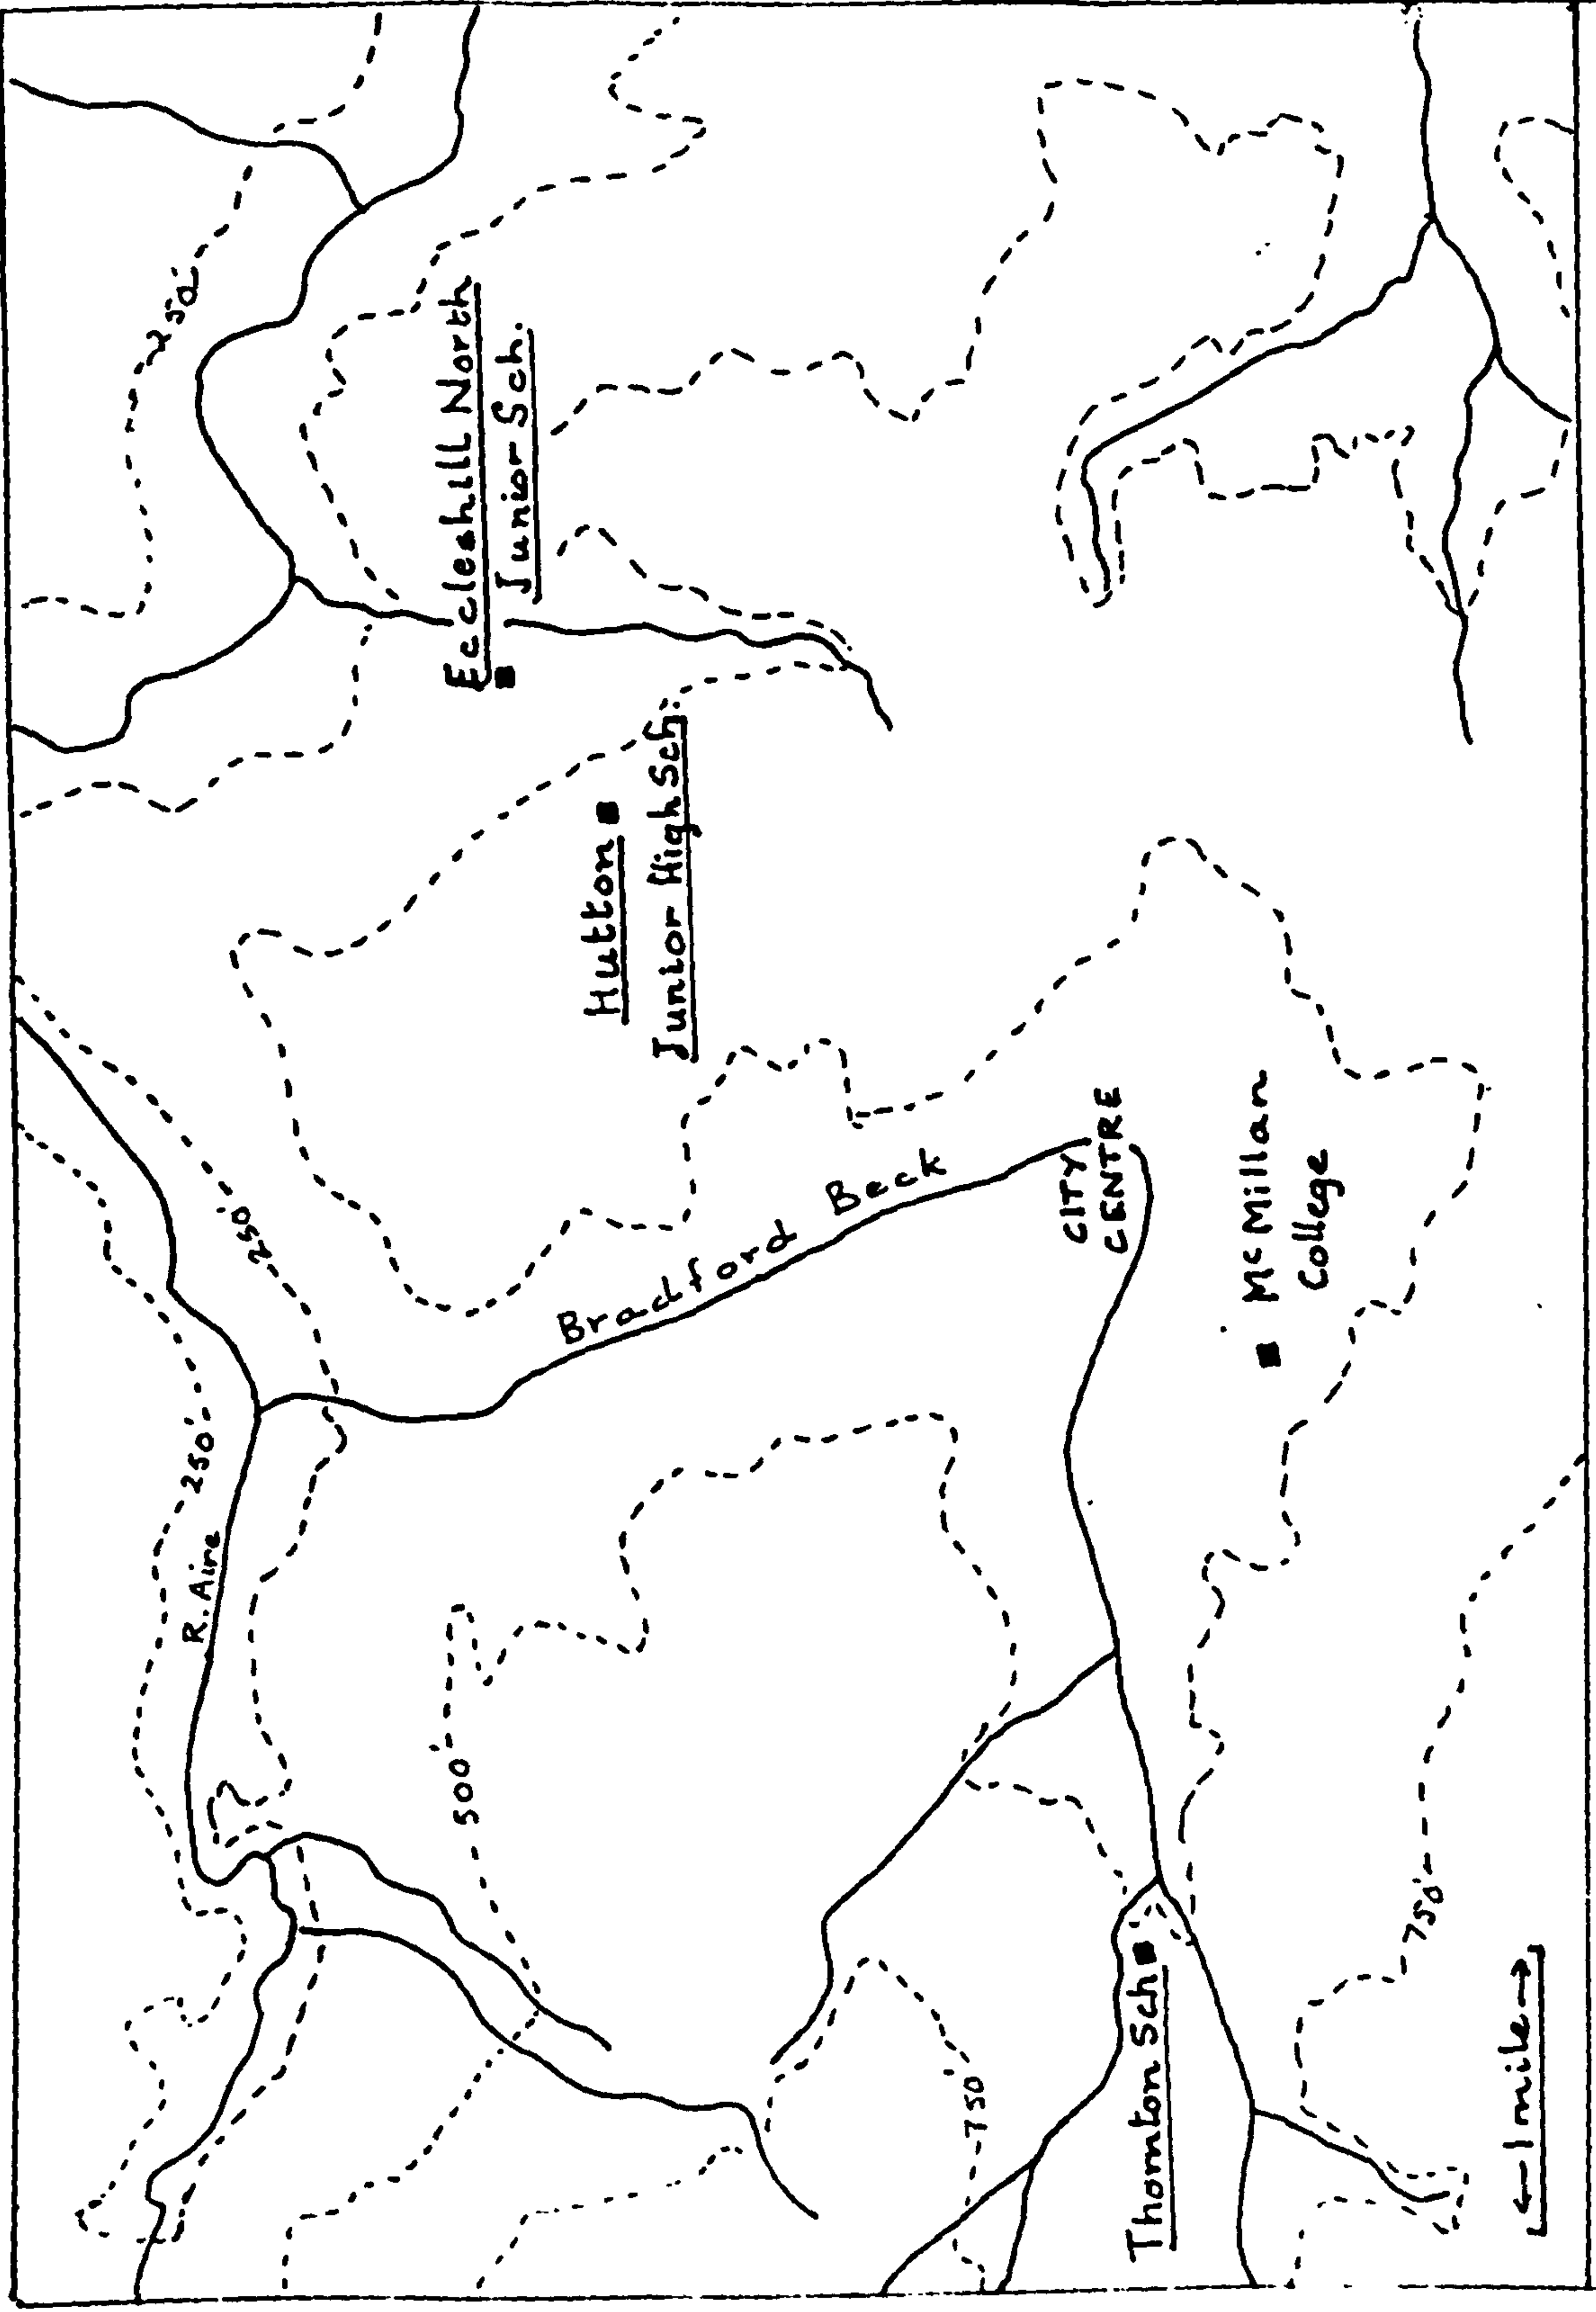 R. Aire
250'
250'
250'
500'
Eccleshill North
Junior Sch.
Hutton
Junior High Sch.
Bradford Beck
CITY
CENTRE
750'
Thornton Sch
McMillan
College
750'
←1 mile→